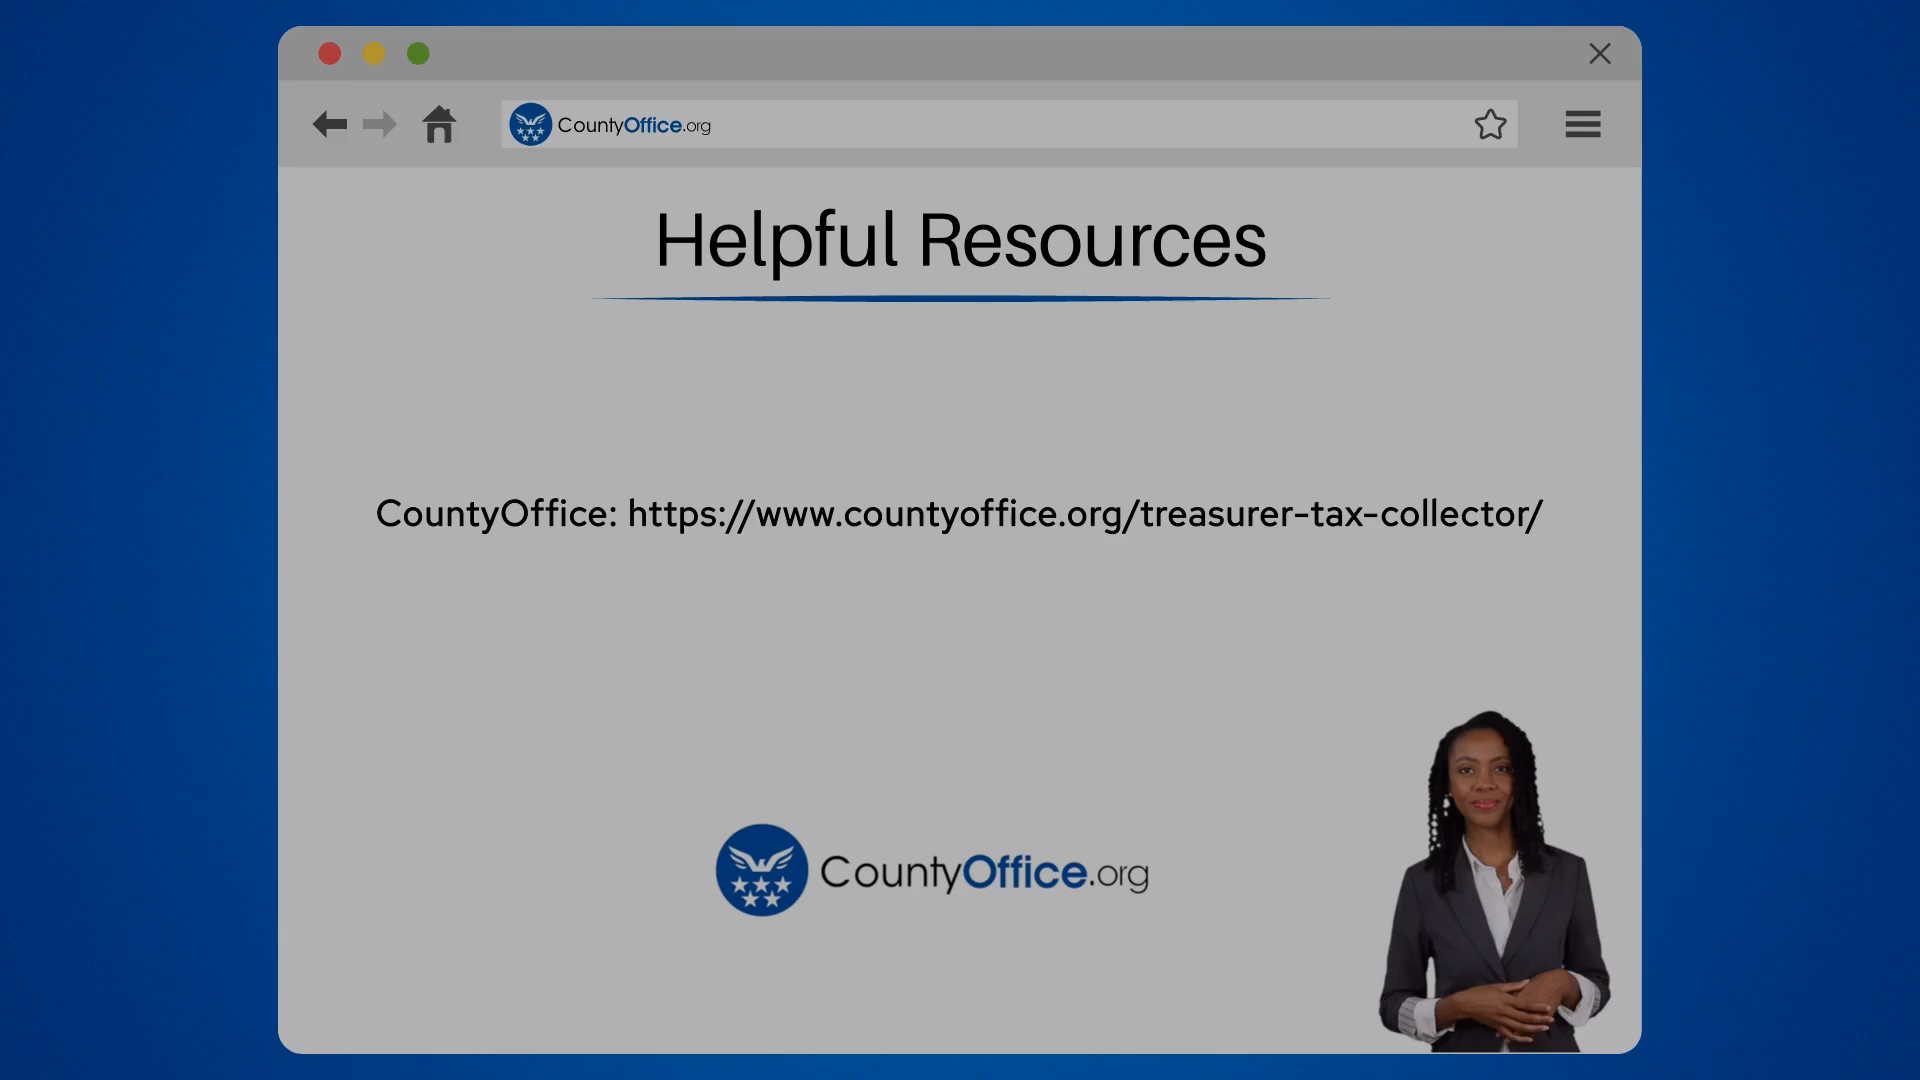 CountyOffice.org
Helpful Resources
CountyOffice: https://www.countyoffice.org/treasurer-tax-collector/
CountyOffice.org